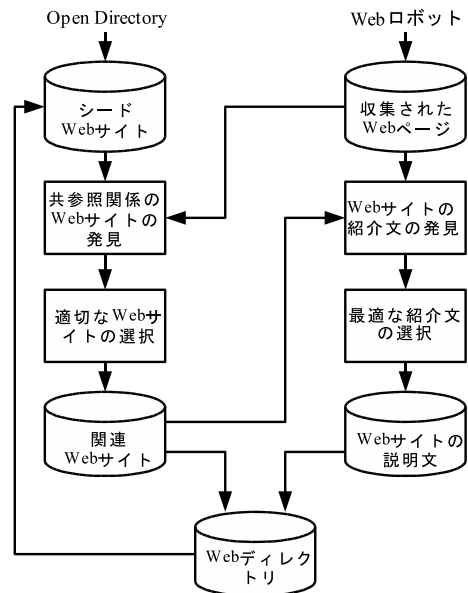 Open Directory
Webロボット
シード
Webサイト
収集された
Webページ
共参照関係の
Webサイトの
発見
Webサイトの
紹介文の発見
適切なWebサ
イトの選択
最適な紹介文
の選択
関連
Webサイト
Webサイトの
説明文
Webディレク
トリ